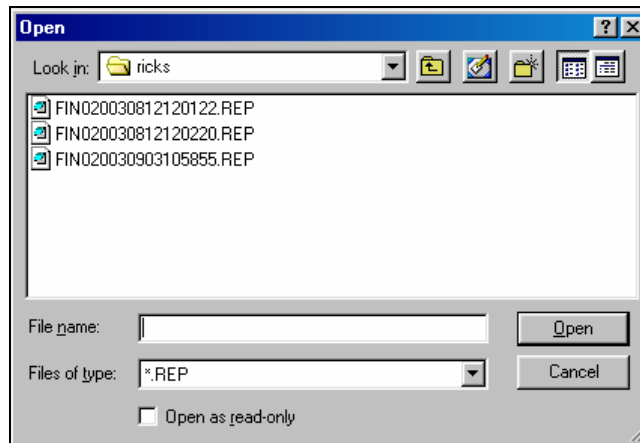 Open
Look in: ricks
FIN020030812120122.REP
FIN020030812120220.REP
FIN020030903105855.REP
File name:
Open
Files of type: *.REP
Cancel
Open as read-only